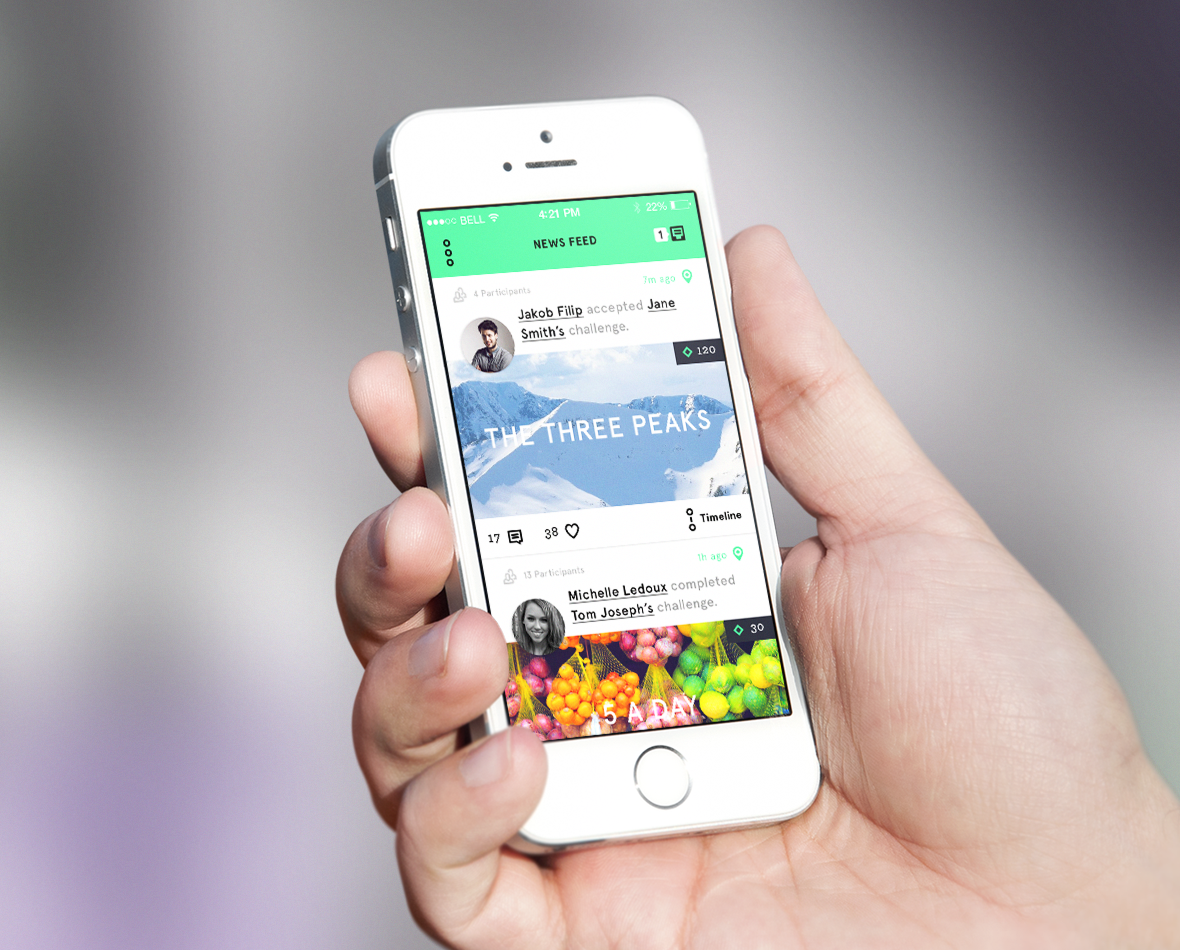 BELL 4:21 PM 22%
NEWS FEED 1
4 Participants 7m ago
Jakob Filip accepted Jane
Smith's challenge.
120
THE THREE PEAKS
17 38 Timeline
13 Participants 1h ago
Michelle Ledoux completed
Tom Joseph's challenge.
30
5 A DAY